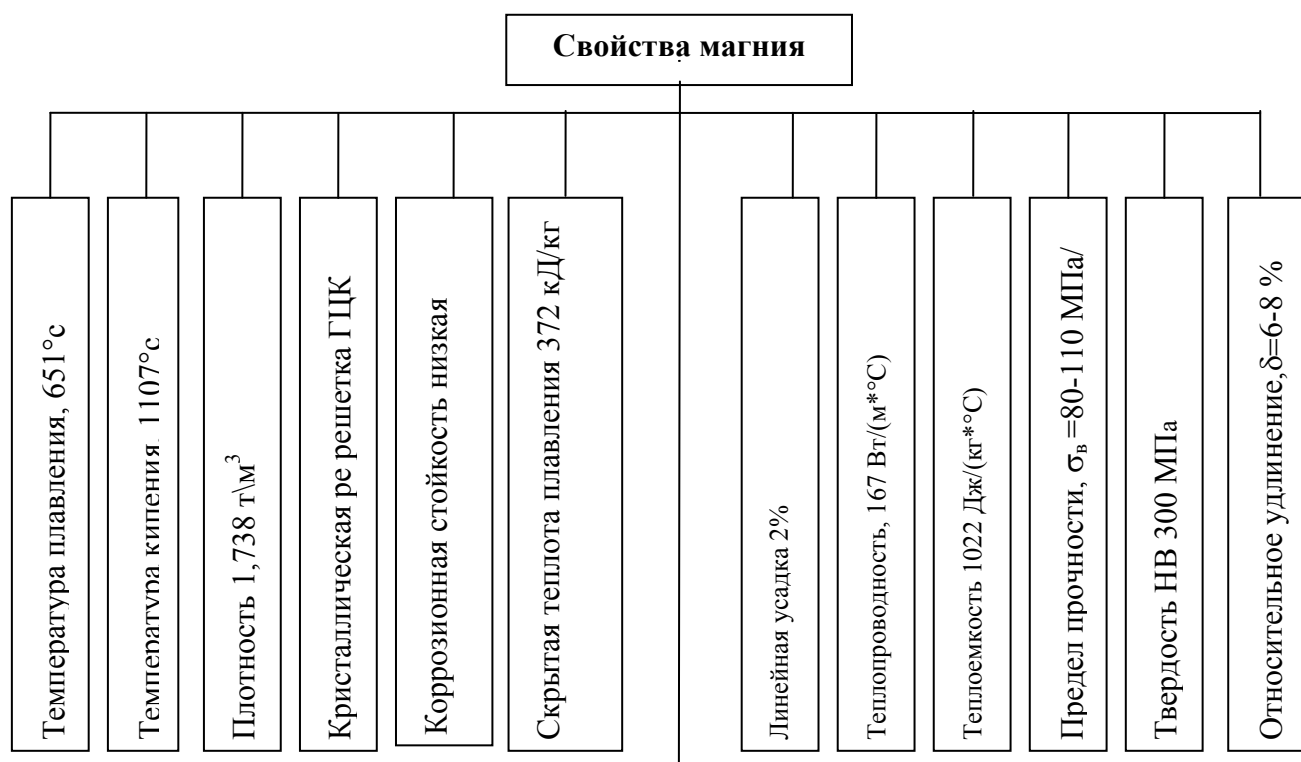 Свойства магния
Температура плавления, 651°с
Температура кипения, 1107°с
Плотность 1,738 т\м³
Кристаллическая ре решетка ГЦК
Коррозионная стойкость низкая
Скрытая теплота плавления 372 кД/кг
Линейная усадка 2%
Теплопроводность, 167 Вт/(м*°С)
Теплоемкость 1022 Дж/(кг*°С)
Предел прочности, σв =80-110 МПа/
Твердость НВ 300 МПа
Относительное удлинение,δ=6-8 %